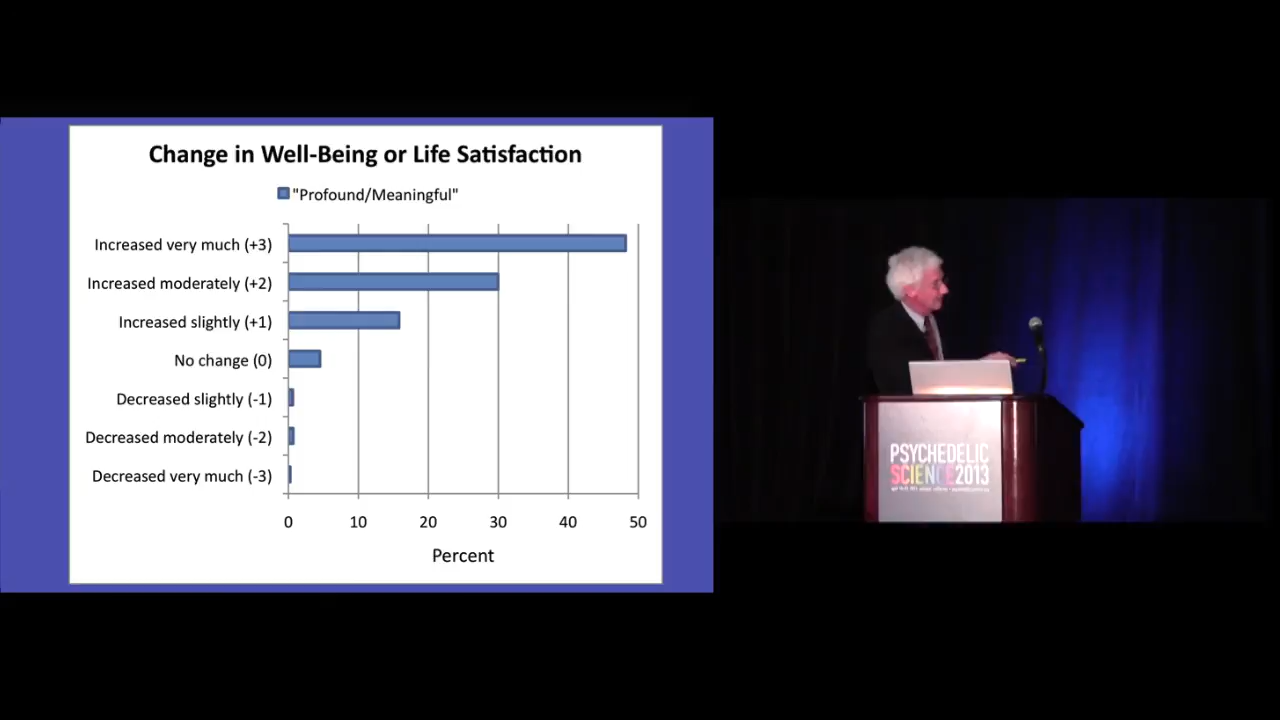 Change in Well-Being or Life Satisfaction
"Profound/Meaningful"
Increased very much (+3)
Increased moderately (+2)
Increased slightly (+1)
No change (0)
Decreased slightly (-1)
Decreased moderately (-2)
Decreased very much (-3)
0 10 20 30 40 50
Percent
PSYCHEDELIC
SCIENCE2013